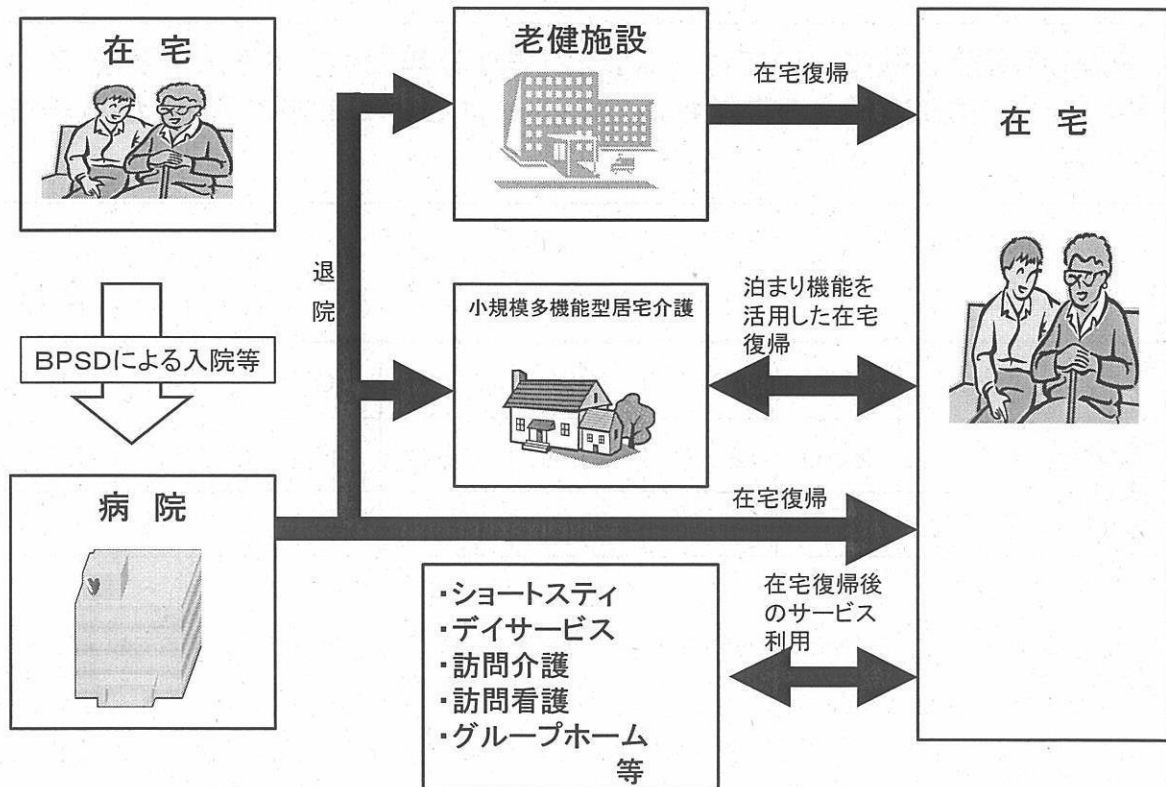 在 宅
BPSDによる入院等
病 院
退
院
老健施設
在宅復帰
小規模多機能型居宅介護
泊まり機能を
活用した在宅
復帰
在宅復帰
・ショートスティ
・デイサービス
・訪問介護
・訪問看護
・グループホーム
等
在宅復帰後
のサービス
利用
在 宅